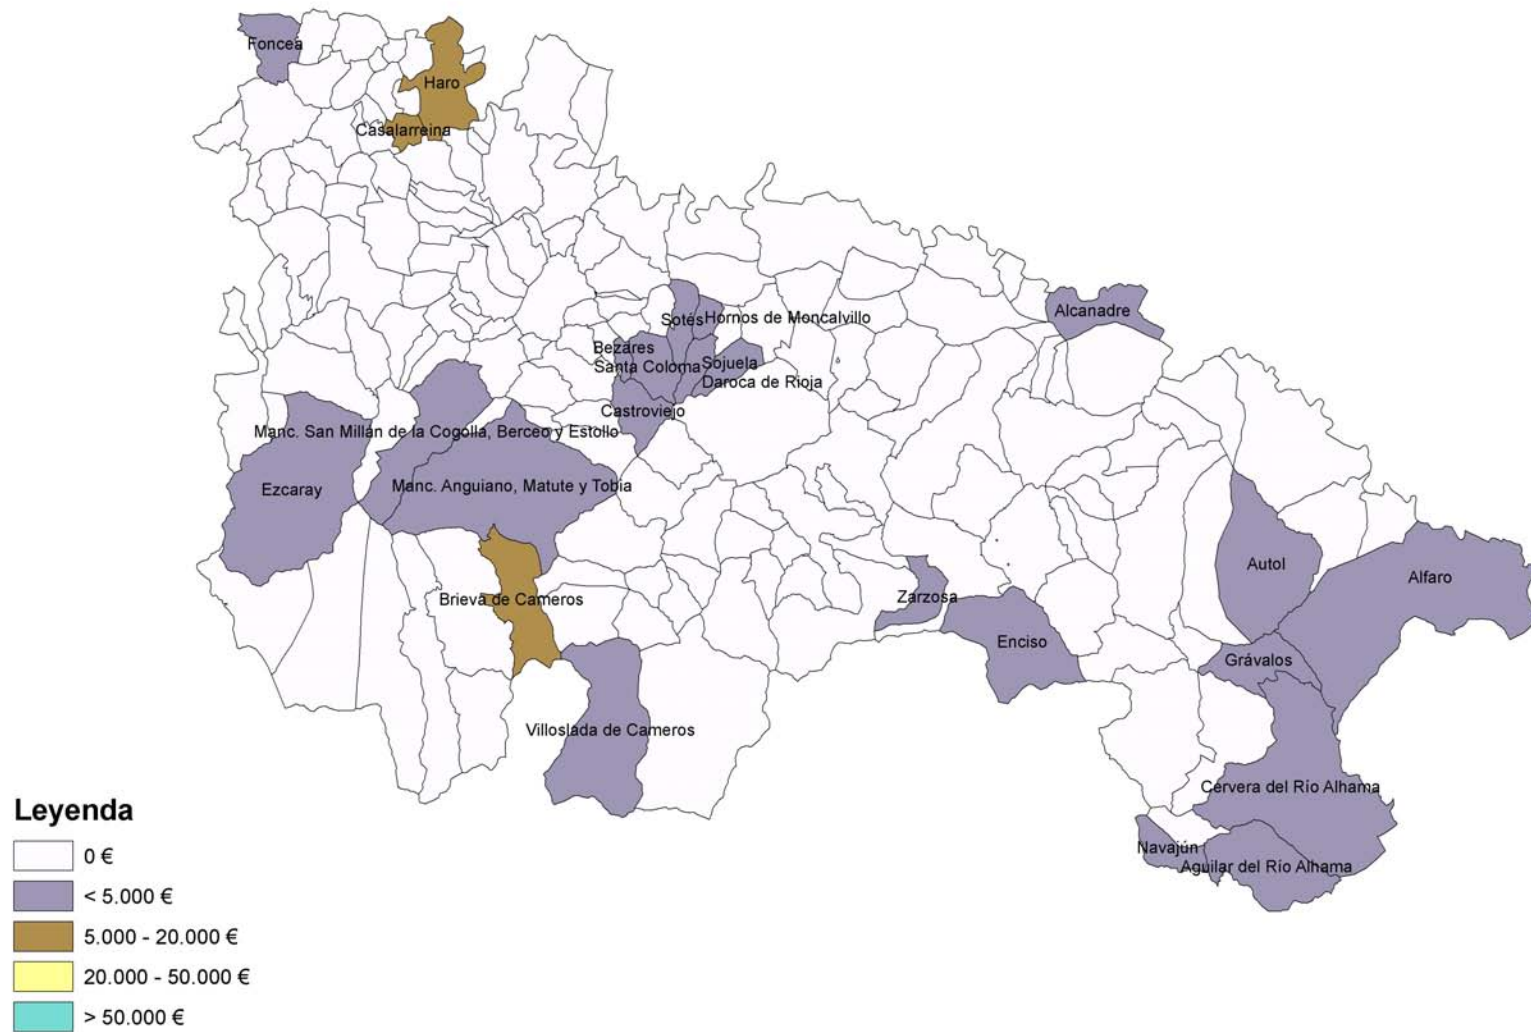 Foncea
Haro
Casalarreina
Alcanadre
Sotés
Hornos de Moncalvillo
Bezares
Santa Coloma
Sojuela
Daroca de Rioja
Castroviejo
Manc. San Millán de la Cogolla, Berceo y Estollo
Ezcaray
Manc. Anguiano, Matute y Tobia
Autol
Alfaro
Brieva de Cameros
Zarzosa
Enciso
Grávalos
Villoslada de Cameros
Cervera del Río Alhama
Navajún
Aguilar del Río Alhama
Leyenda
0 €
< 5.000 €
5.000 - 20.000 €
20.000 - 50.000 €
> 50.000 €